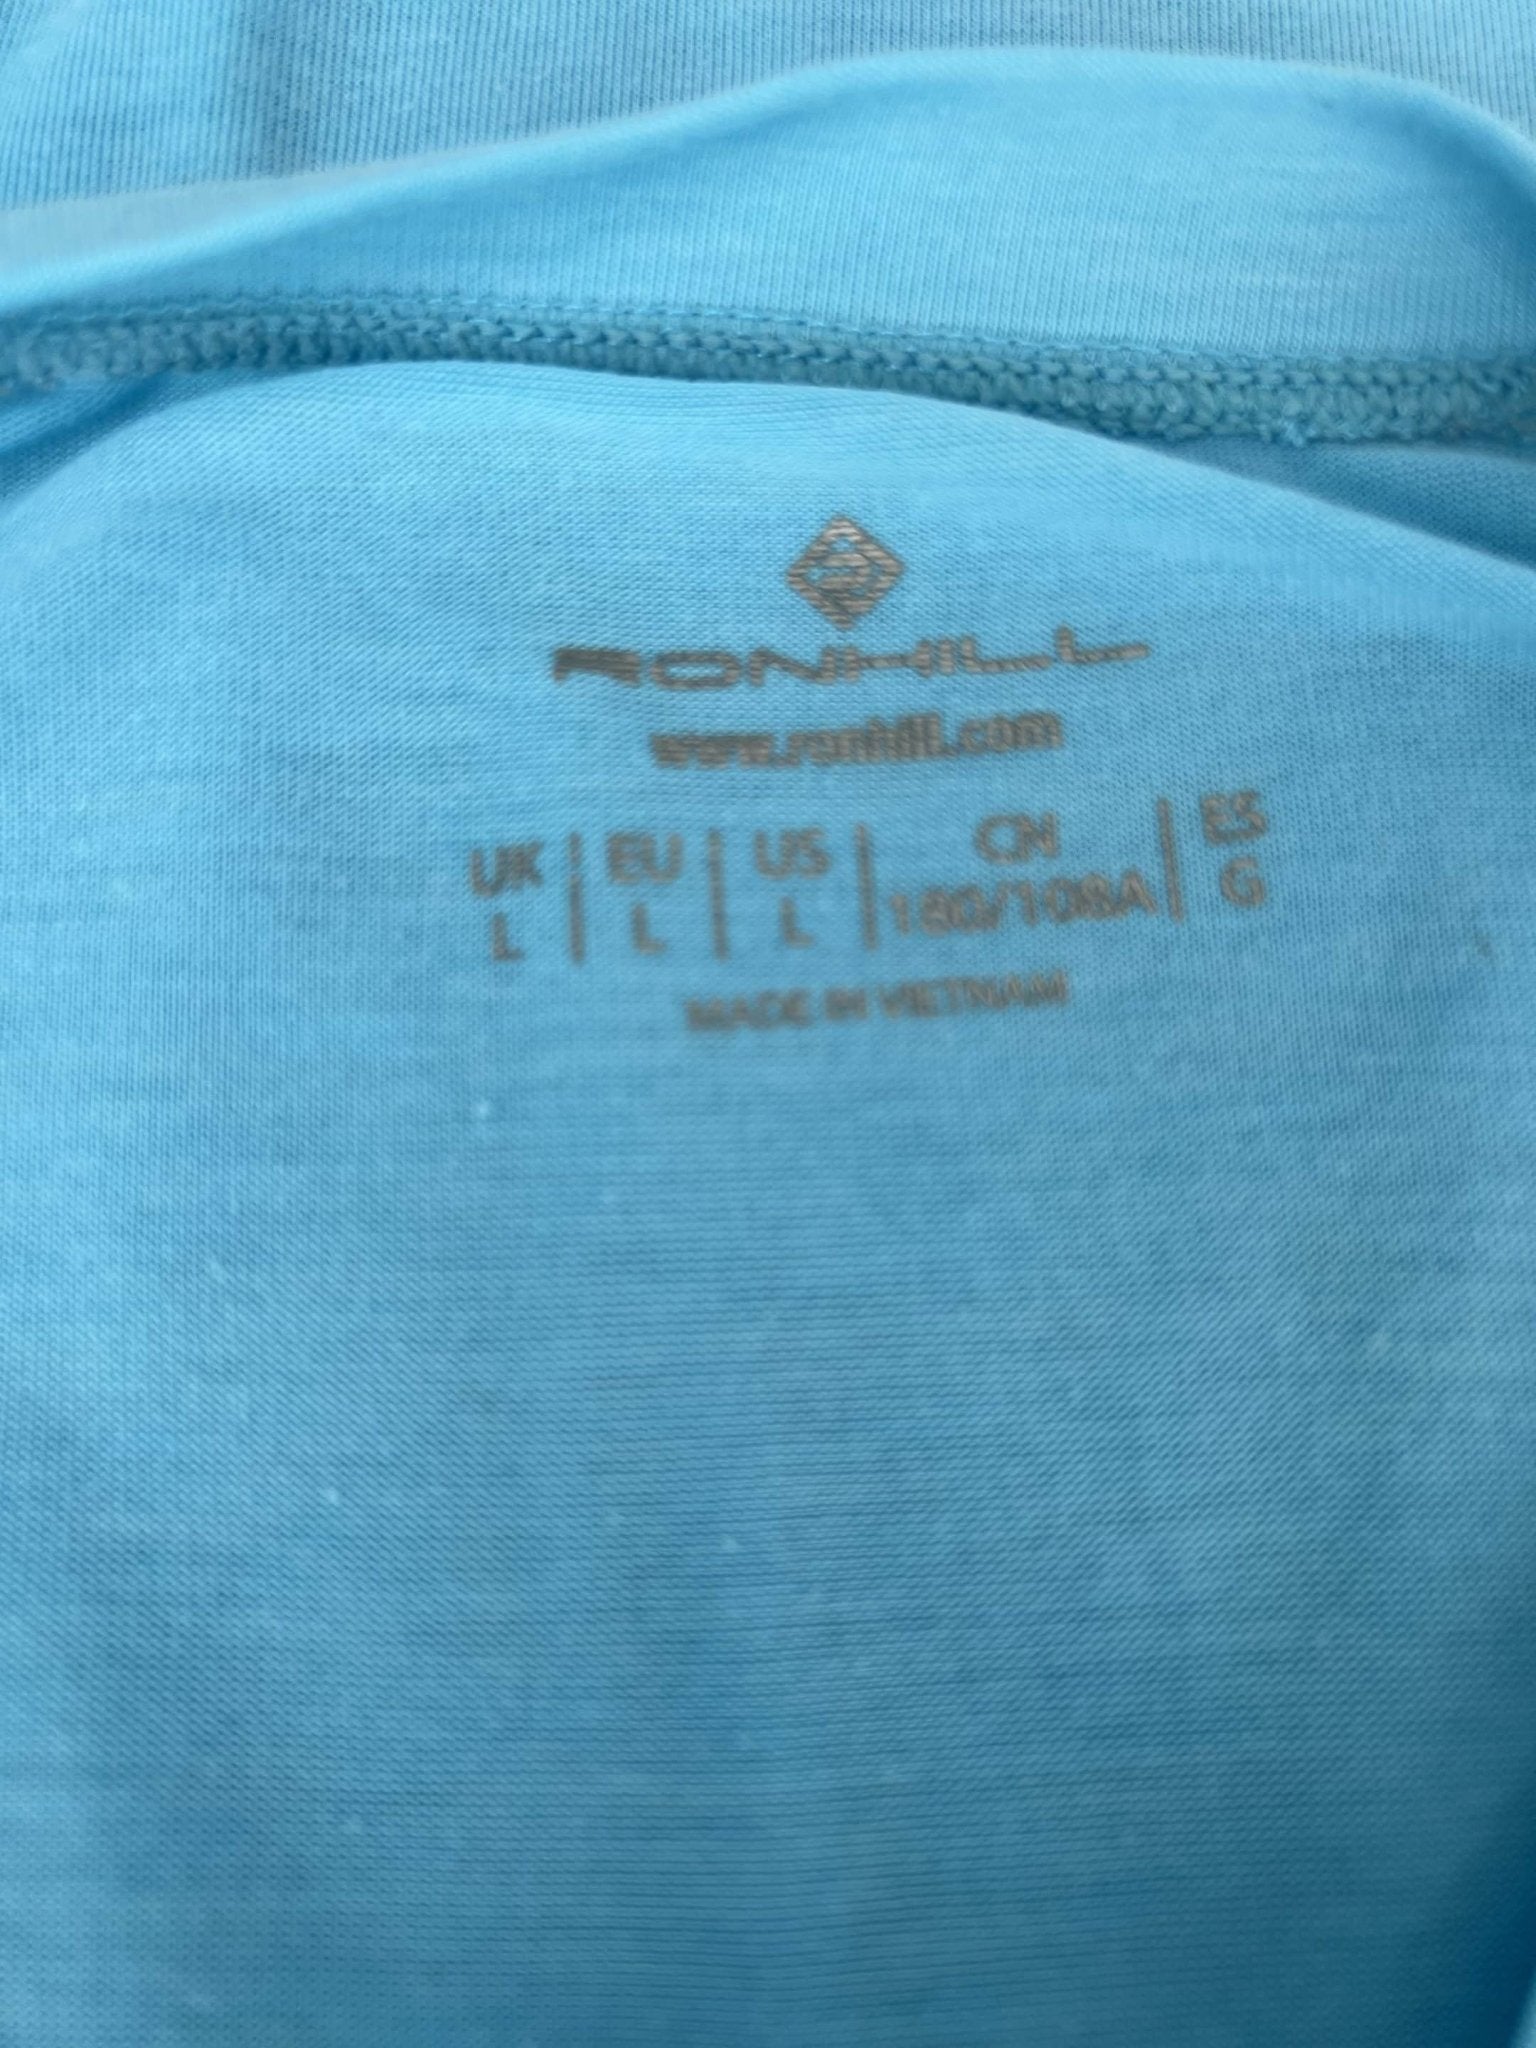 RONHILL
www.ronhill.com
UK | EU | US | CN | ES
L | L | L | 180/108A | G
MADE IN VIETNAM